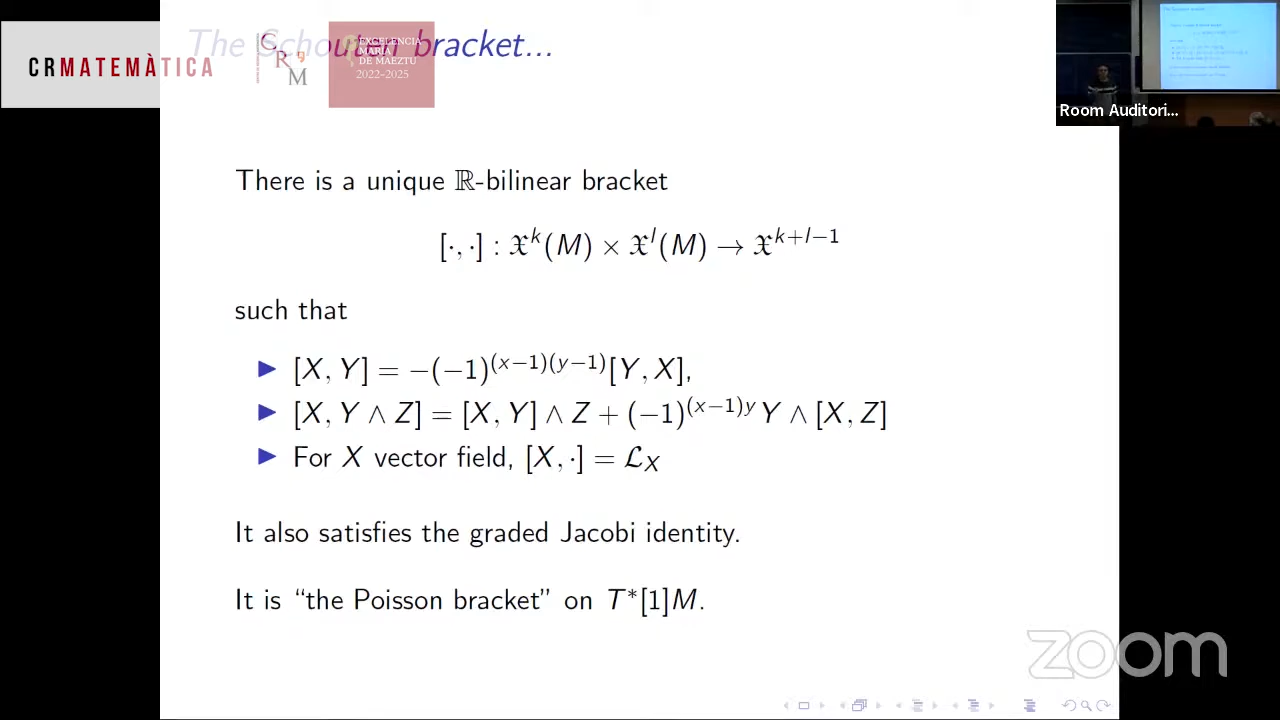 The Schouten bracket...
CRMATEMÀTICA
CRM
EXCELENCIA
MARÍA
DE MAEZTU
2022-2025
Room Auditori...
There is a unique ℝ-bilinear bracket
[·, ·] : 𝔛^k(M) × 𝔛^l(M) → 𝔛^{k+l−1}
such that
▶ [X, Y] = −(−1)^{(x−1)(y−1)}[Y, X],
▶ [X, Y ∧ Z] = [X, Y] ∧ Z + (−1)^{(x−1)y} Y ∧ [X, Z]
▶ For X vector field, [X, ·] = ℒ_X
It also satisfies the graded Jacobi identity.
It is “the Poisson bracket” on T*[1]M.
zoom